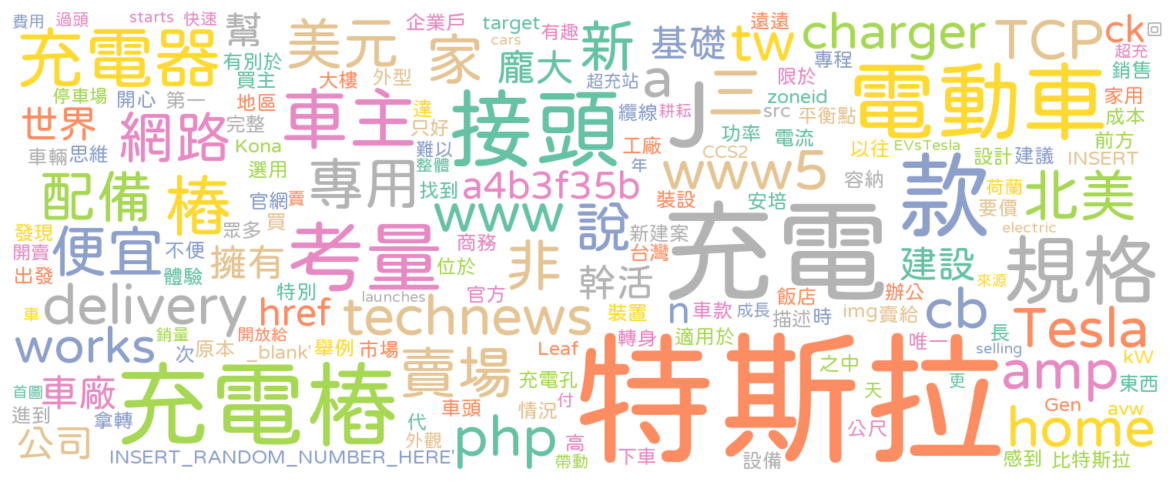 費用 過頭 starts 快速 企業戶 target 有趣 遠遠 charger TCP ck 回
充電器 幫 美元 家 cars 新 基礎 tw 專程 超充
有別於 買主 大樓 外型 龐大 超充站 a J 三 限於 電動車 銷售
停車場 開心 第一 地區 達 接頭 纜線 耕耘 zoneid src 平衡點 家用 成本
世界 網路 完整 車主 只好 難以 整體 工廠 功率 電流 以往 EVsTesla 設計 建議 前方
車輛 思維 Kona 選用 專用 找到 a4b3f35b 年 CCS2 www5 容納 款 INSERT
配備 樁 官網 賣 買 www 說 裝設 安培 荷蘭 要價 北美
發現 開賣 便宜 不便 眾多 考量 商務 非 新建案 台灣 充電 建設 electric 規格
出發 體驗 擁有 位於 幹活 官方 飯店 辦公 來源
車 delivery 特別 launches technews 裝置 n 車款 成長 描述 時 img 賣給 cb 長
works 銷量 開放給 href 轉身 適用於 唯一 selling Tesla
次 原本 _blank' 舉例 市場 賣場 Leaf 之中 kW
首圖 車廠 充電樁 充電孔 付 特斯拉 天 更 amp 東西
進到 拿轉 車頭 情況 代 高 Gen avw
公司 外觀 php 公尺 home
INSERT_RANDOM_NUMBER_HERE' 帶動 下車 設備 感到 比特斯拉